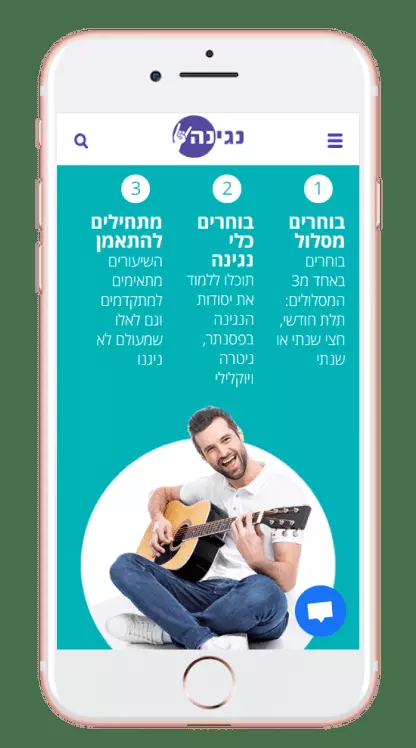 נגינה
1
בוחרים
מסלול
בוחרים
באחד מ3
המסלולים:
תלת חודשי,
חצי שנתי או
שנתי
2
בוחרים
כלי
נגינה
תוכלו ללמוד
את יסודות
הנגינה
בפסנתר,
גיטרה
ויוקלילי
3
מתחילים
להתאמן
השיעורים
מתאימים
למתקדמים
וגם לאלו
שמעולם לא
ניגנו